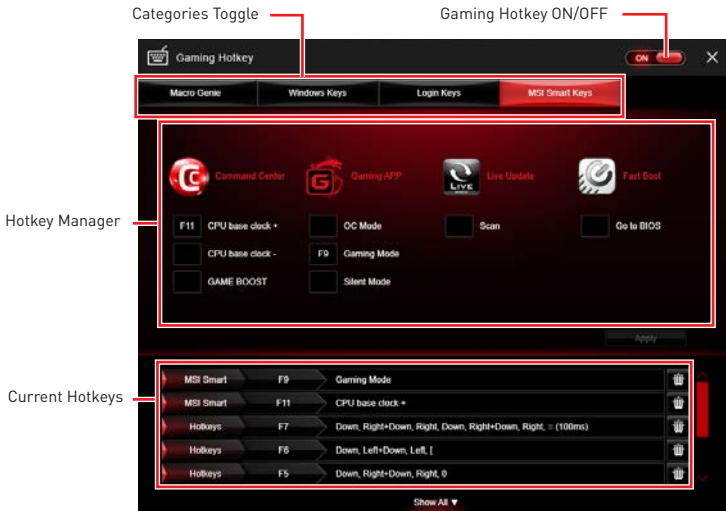 Categories Toggle
Gaming Hotkey ON/OFF
Gaming Hotkey
ON
Macro Genie
Windows Keys
Login Keys
MSI Smart Keys
Hotkey Manager
Command Center
Gaming APP
LIVE
Live Update
Fast Boot
F11 CPU base clock +
OC Mode
Scan
Go to BIOS
CPU base clock -
F9 Gaming Mode
GAME BOOST
Silent Mode
Apply
Current Hotkeys
MSI Smart F9 Gaming Mode
MSI Smart F11 CPU base clock +
Hotkeys F7 Down, Right+Down, Right, Down, Right+Down, Right, = (100ms)
Hotkeys F6 Down, Left+Down, Left, [
Hotkeys F5 Down, Right+Down, Right, 0
Show All ▼